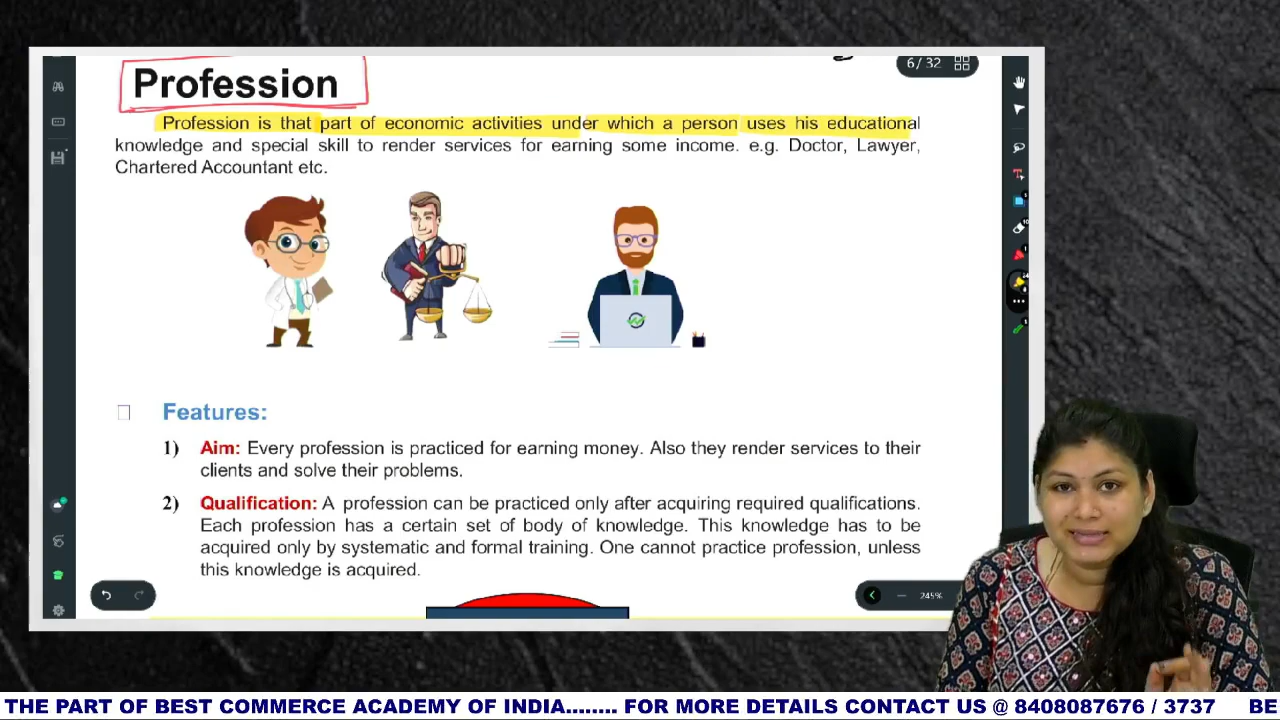 6 / 32
Profession
Profession is that part of economic activities under which a person uses his educational
knowledge and special skill to render services for earning some income. e.g. Doctor, Lawyer,
Chartered Accountant etc.
Features:
1) Aim: Every profession is practiced for earning money. Also they render services to their
clients and solve their problems.
2) Qualification: A profession can be practiced only after acquiring required qualifications.
Each profession has a certain set of body of knowledge. This knowledge has to be
acquired only by systematic and formal training. One cannot practice profession, unless
this knowledge is acquired.
245%
THE PART OF BEST COMMERCE ACADEMY OF INDIA........ FOR MORE DETAILS CONTACT US @ 8408087676 / 3737 BE